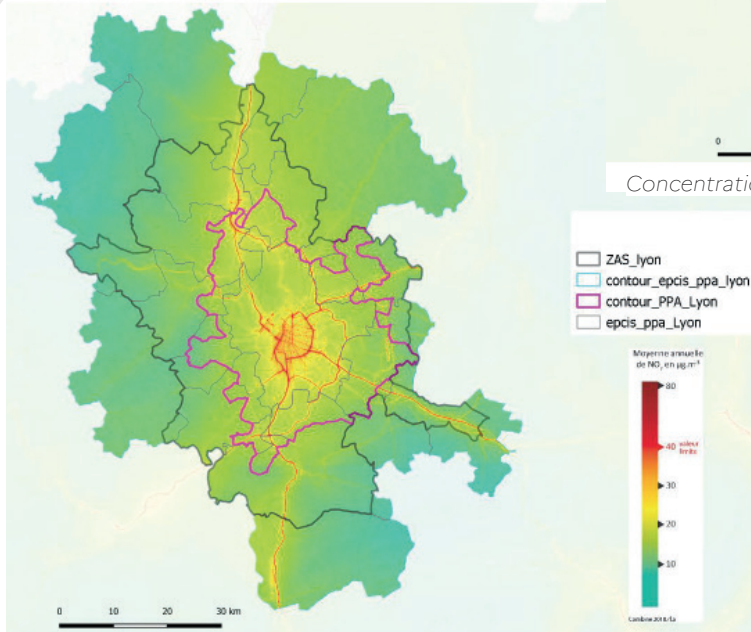 0
Concentratio
ZAS_lyon
contour_epcis_ppa_lyon
contour_PPA_Lyon
epcis_ppa_Lyon
Moyenne annuelle
de NO₂ en µg.m⁻³
80
40 valeur
limite
30
20
10
0 10 20 30 km